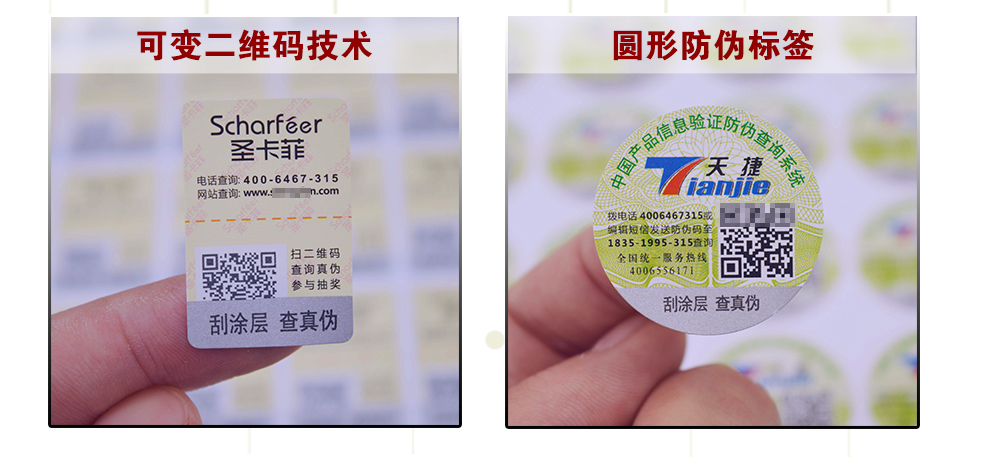 可变二维码技术
Scharféer
圣卡菲
电话查询: 400-6467-315
网站查询: www.s n.com
扫二维码
查询真伪
参与抽奖
刮涂层 查真伪
圆形防伪标签
中国产品信息验证防伪查询系统
天捷
Tianjie
拨电话 4006467315或
编辑短信发送防伪码至
1835-1995-315查询
全国统一服务热线
4006556171
刮涂层 查真伪